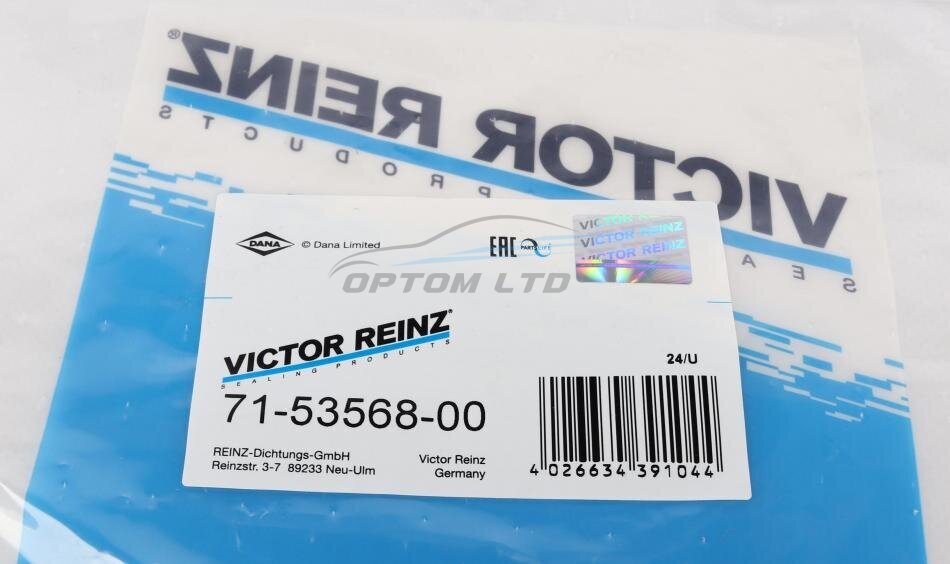 VICTOR REINZ®
SEALING PRODUCTS
DANA © Dana Limited
EAC PARTSLIFE
VICTOR REINZ
VICTOR REINZ
VICTOR REINZ
OPTOM LTD
VICTOR REINZ®
SEALING PRODUCTS
24/U
71-53568-00
REINZ-Dichtungs-GmbH
Reinzstr. 3-7 89233 Neu-Ulm
Victor Reinz
Germany
4 026634 391044